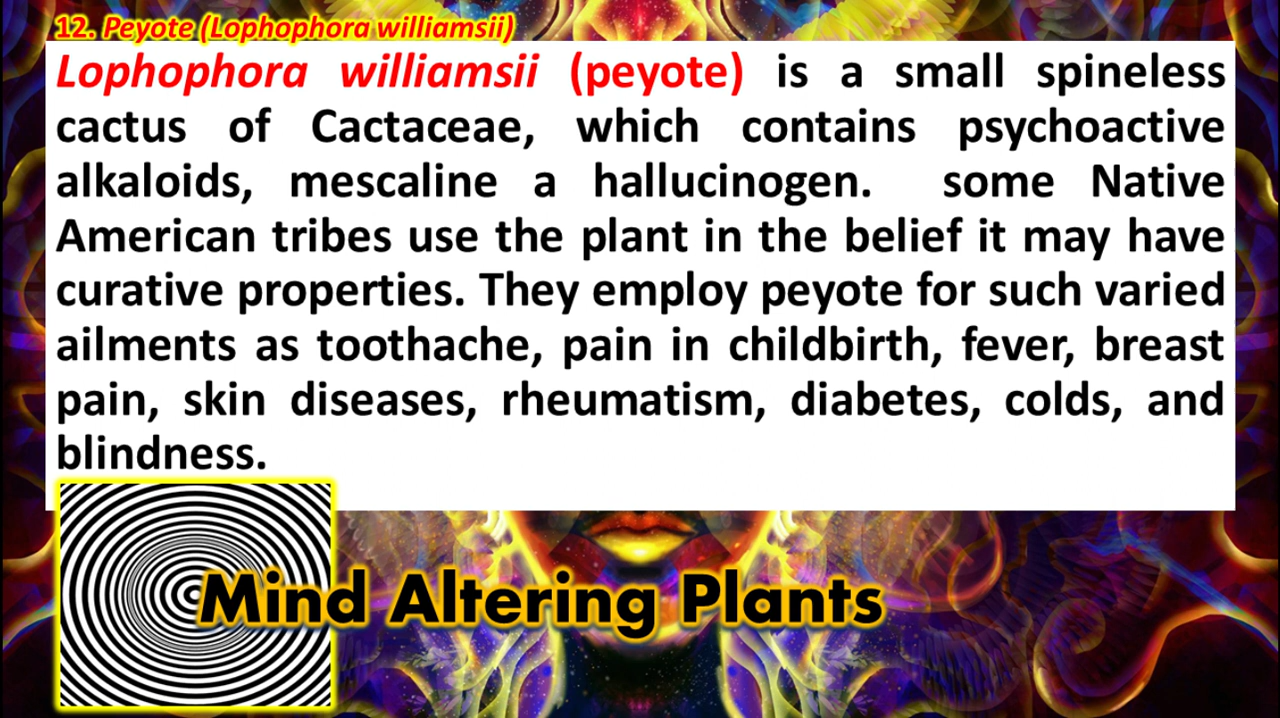 12. Peyote (Lophophora williamsii)
Lophophora williamsii (peyote) is a small spineless
cactus of Cactaceae, which contains psychoactive
alkaloids, mescaline a hallucinogen. some Native
American tribes use the plant in the belief it may have
curative properties. They employ peyote for such varied
ailments as toothache, pain in childbirth, fever, breast
pain, skin diseases, rheumatism, diabetes, colds, and
blindness.
Mind Altering Plants